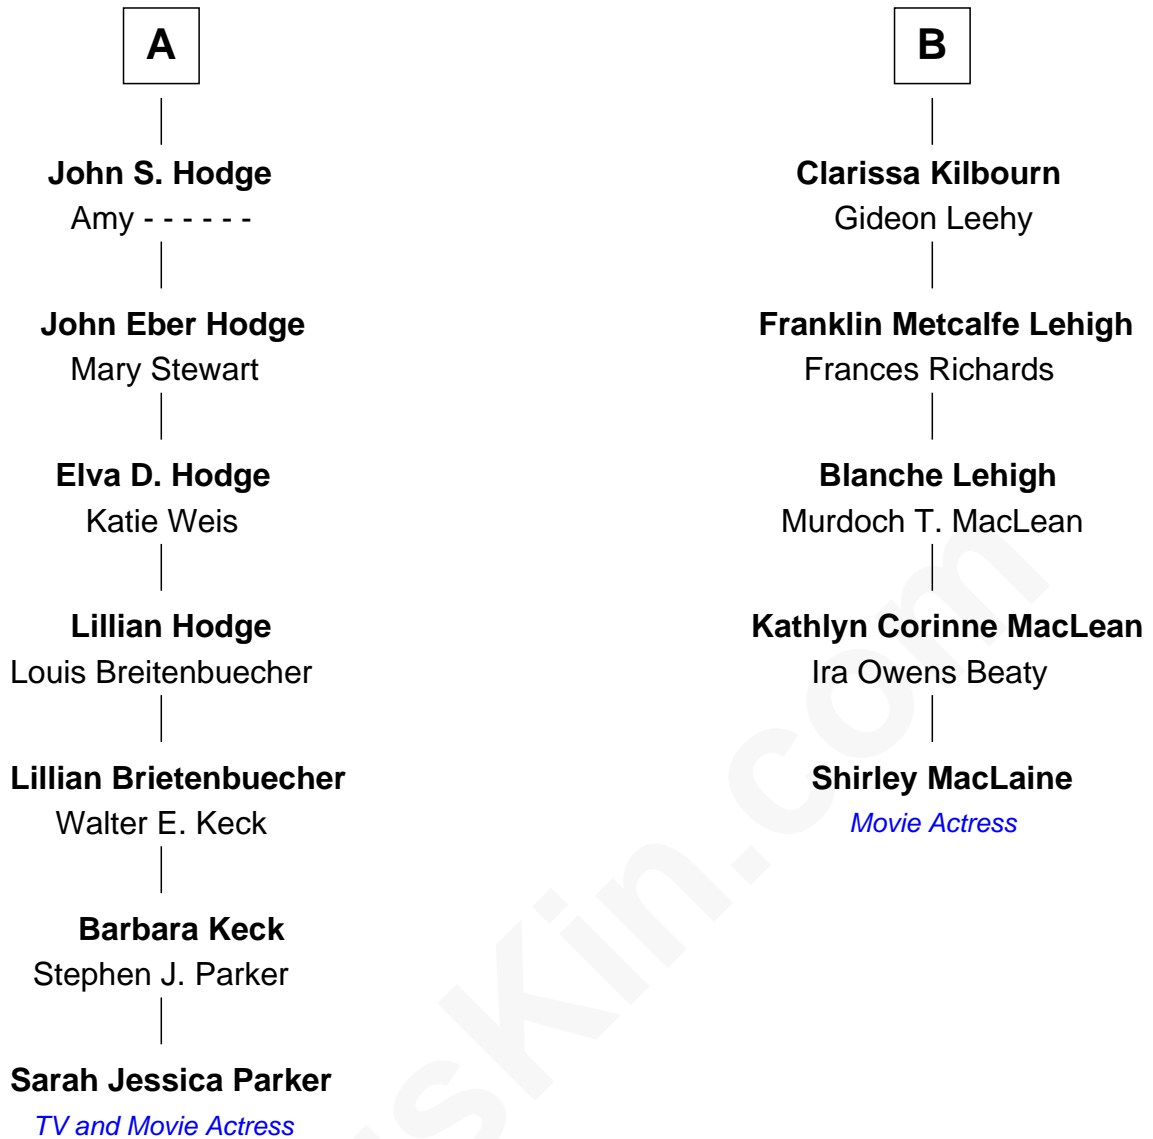 A
John S. Hodge
Amy - - - - - -
John Eber Hodge
Mary Stewart
Elva D. Hodge
Katie Weis
Lillian Hodge
Louis Breitenbuecher
Lillian Brietenbuecher
Walter E. Keck
Barbara Keck
Stephen J. Parker
Sarah Jessica Parker
TV and Movie Actress
B
Clarissa Kilbourn
Gideon Leehy
Franklin Metcalfe Lehigh
Frances Richards
Blanche Lehigh
Murdoch T. MacLean
Kathlyn Corinne MacLean
Ira Owens Beaty
Shirley MacLaine
Movie Actress
sKin.com